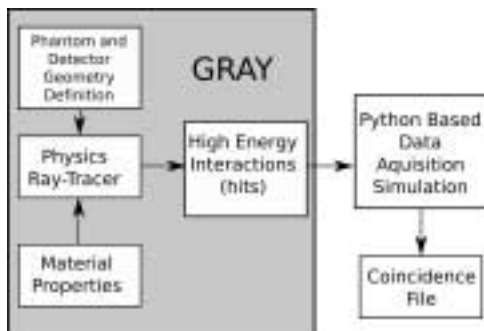 Phantom and
Detector
Geometry
Definition
GRAY
Physics
Ray-Tracer
High Energy
Interactions
(hits)
Python Based
Data
Aquisition
Simulation
Material
Properties
Coincidence
File